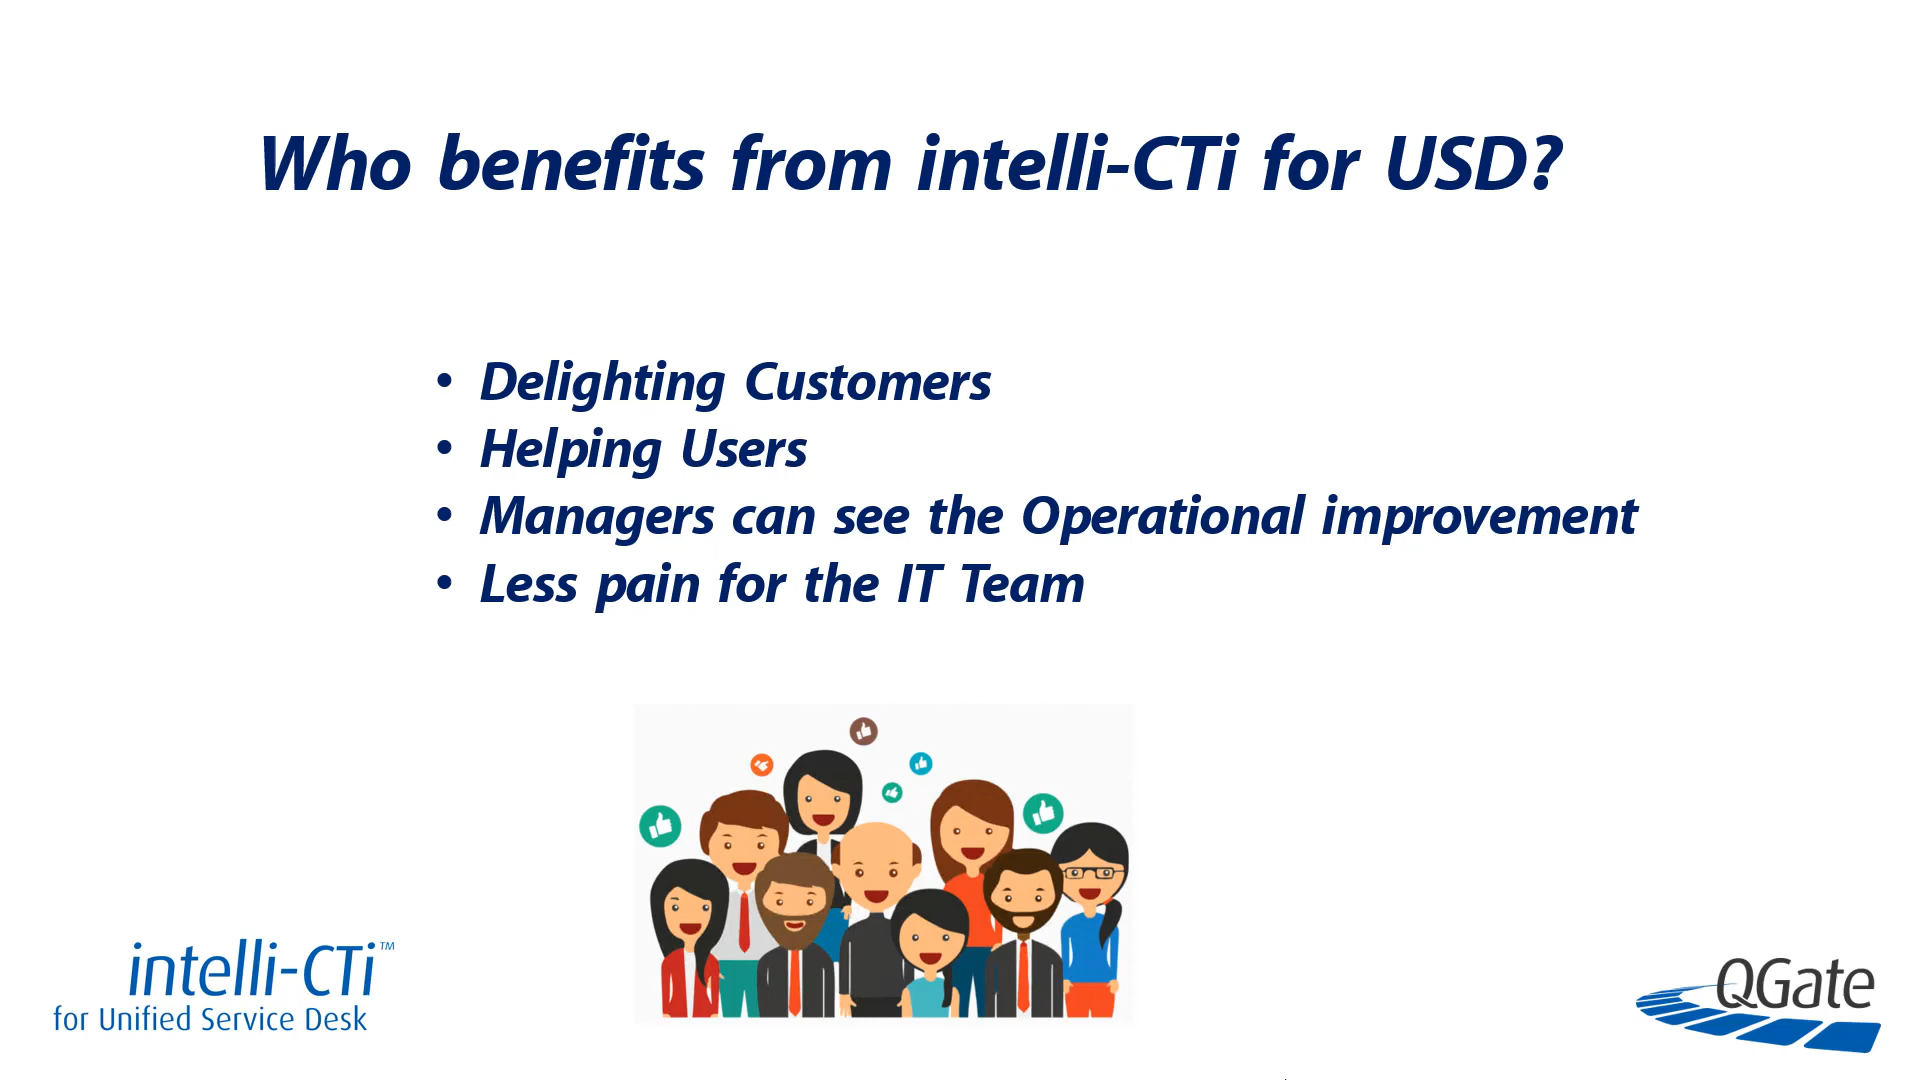 Who benefits from intelli-CTi for USD?
• Delighting Customers
• Helping Users
• Managers can see the Operational improvement
• Less pain for the IT Team
intelli-CTi™
for Unified Service Desk
QGate